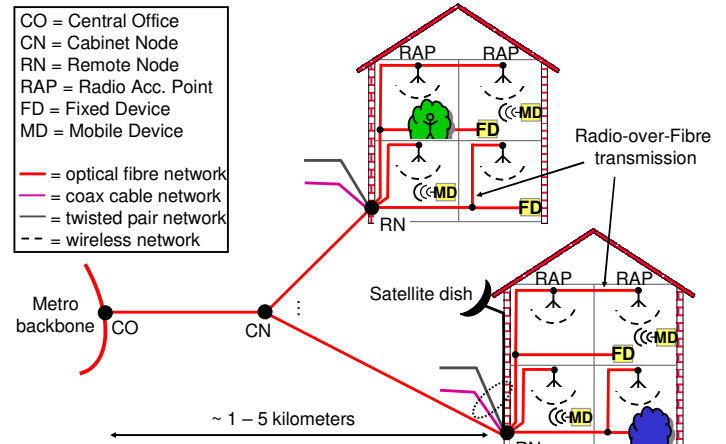 CO = Central Office
CN = Cabinet Node
RN = Remote Node
RAP = Radio Acc. Point
FD = Fixed Device
MD = Mobile Device
= optical fibre network
= coax cable network
= twisted pair network
= wireless network
RAP RAP
MD
FD
MD
FD
RN
Radio-over-Fibre
transmission
Metro
backbone
CO
CN
...
Satellite dish
RAP RAP
MD
FD
MD
RN
~ 1 – 5 kilometers